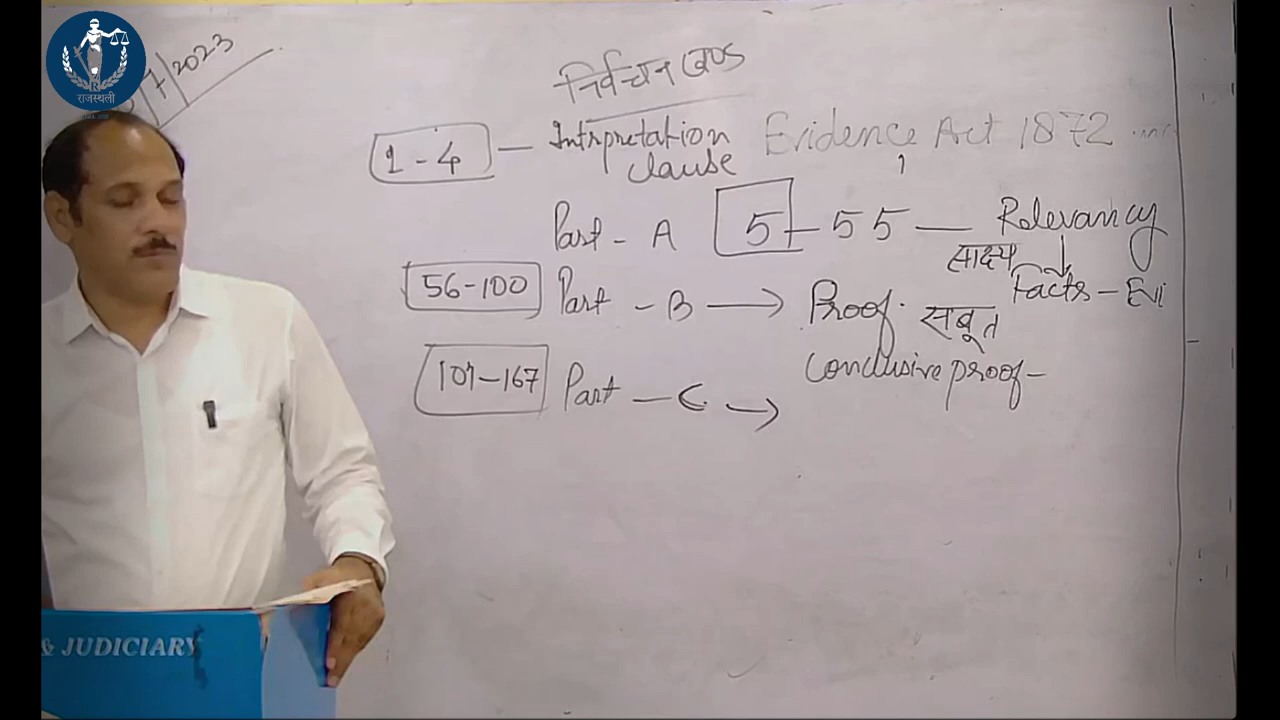 राजस्थली
/7/2023
निर्वचन खण्ड
1-4 — Intrpretation clause Evidence Act 1872
Part - A 5-55 — Relevancy
साक्ष्य Facts - Evi
56-100 Part - B → Proof. सबूत
conclusive proof-
101-167 Part - C →
& JUDICIARY